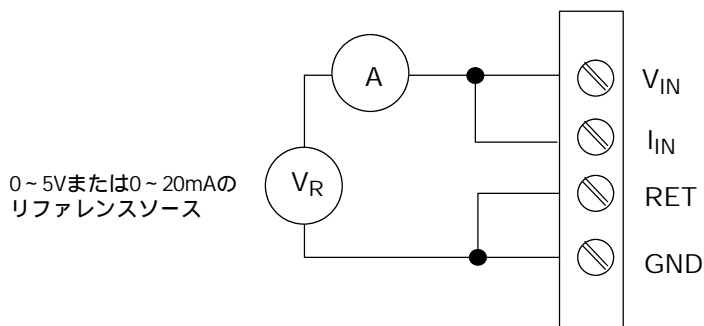 A
V_IN
I_IN
0~5Vまたは0~20mAの
リファレンスソース
V_R
RET
GND